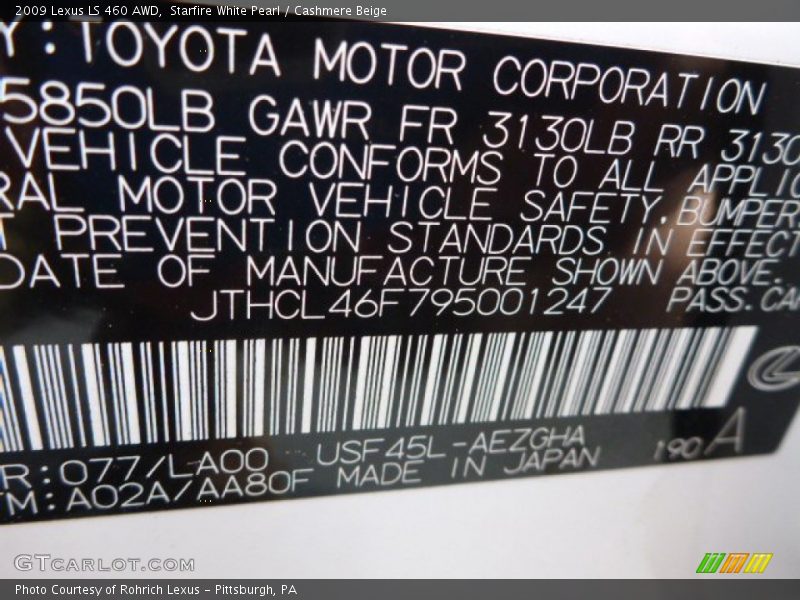 2009 Lexus LS 460 AWD,  Starfire White Pearl / Cashmere Beige
Y: TOYOTA MOTOR CORPORATION
5850LB GAWR FR 3130LB RR 3130
VEHICLE CONFORMS TO ALL APPLIC
RAL MOTOR VEHICLE SAFETY, BUMPER
T PREVENTION STANDARDS IN EFFECT
DATE OF MANUFACTURE SHOWN ABOVE.
JTHCL46F795001247 PASS.CAR
R:077/LA00 USF45L-AEZGHA 190 A
TM:A02A/AA80F MADE IN JAPAN
GTCARLOT.COM
Photo Courtesy of Rohrich Lexus - Pittsburgh, PA